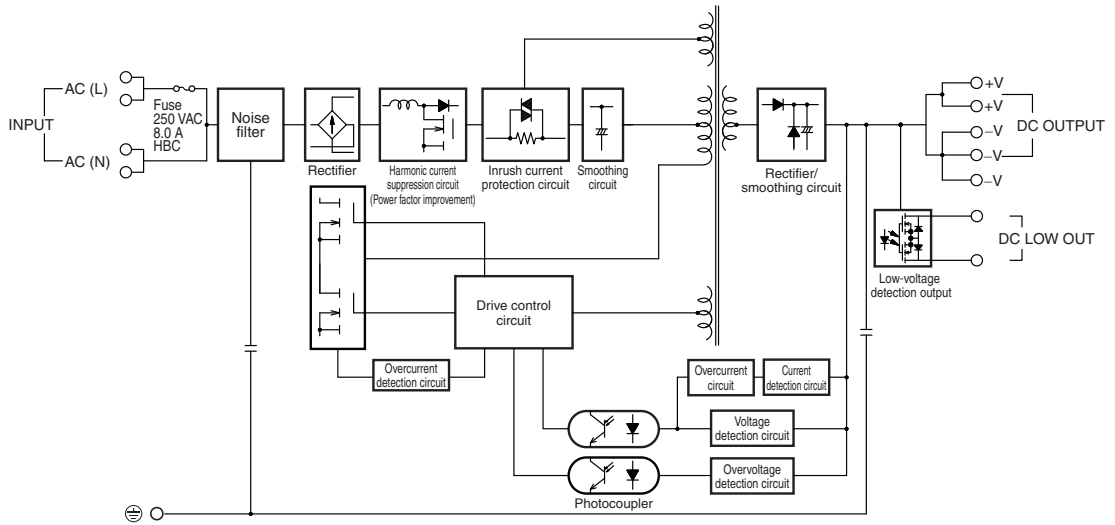 INPUT
AC (L)
AC (N)
Fuse
250 VAC
8.0 A
HBC
Noise
filter
Rectifier
Harmonic current
suppression circuit
(Power factor improvement)
Inrush current
protection circuit
Smoothing
circuit
Rectifier/
smoothing circuit
+V
+V
−V
−V
−V
DC OUTPUT
DC LOW OUT
Low-voltage
detection output
Drive control
circuit
Overcurrent
detection circuit
Overcurrent
circuit
Current
detection circuit
Voltage
detection circuit
Overvoltage
detection circuit
Photocoupler